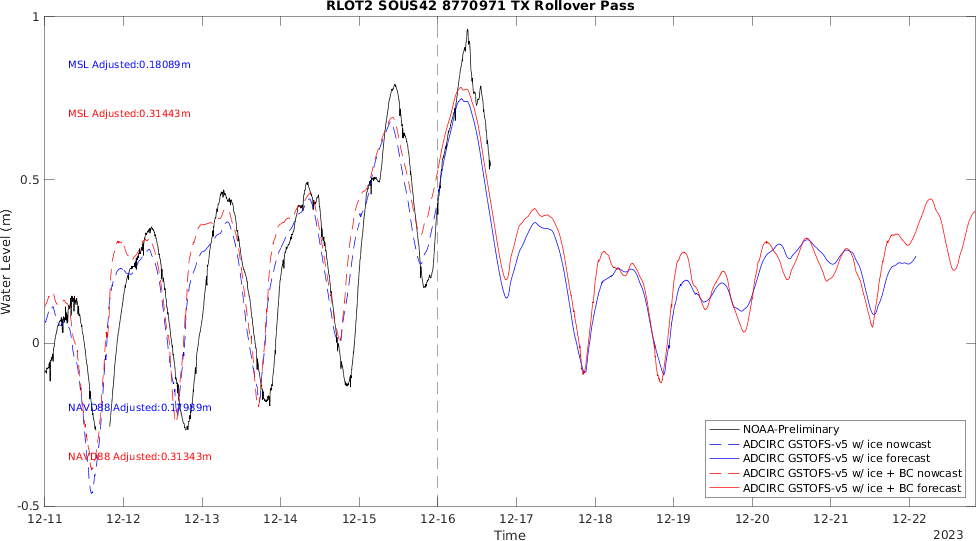 RLOT2 SOUS42 8770971 TX Rollover Pass
1
MSL Adjusted:0.18089m
MSL Adjusted:0.31443m
0.5
Water Level (m)
0
NAVD88 Adjusted:0.17989m
NAVD88 Adjusted:0.31343m
-0.5
NOAA-Preliminary
ADCIRC GSTOFS-v5 w/ ice nowcast
ADCIRC GSTOFS-v5 w/ ice forecast
ADCIRC GSTOFS-v5 w/ ice + BC nowcast
ADCIRC GSTOFS-v5 w/ ice + BC forecast
12-11 12-12 12-13 12-14 12-15 12-16 12-17 12-18 12-19 12-20 12-21 12-22
Time
2023